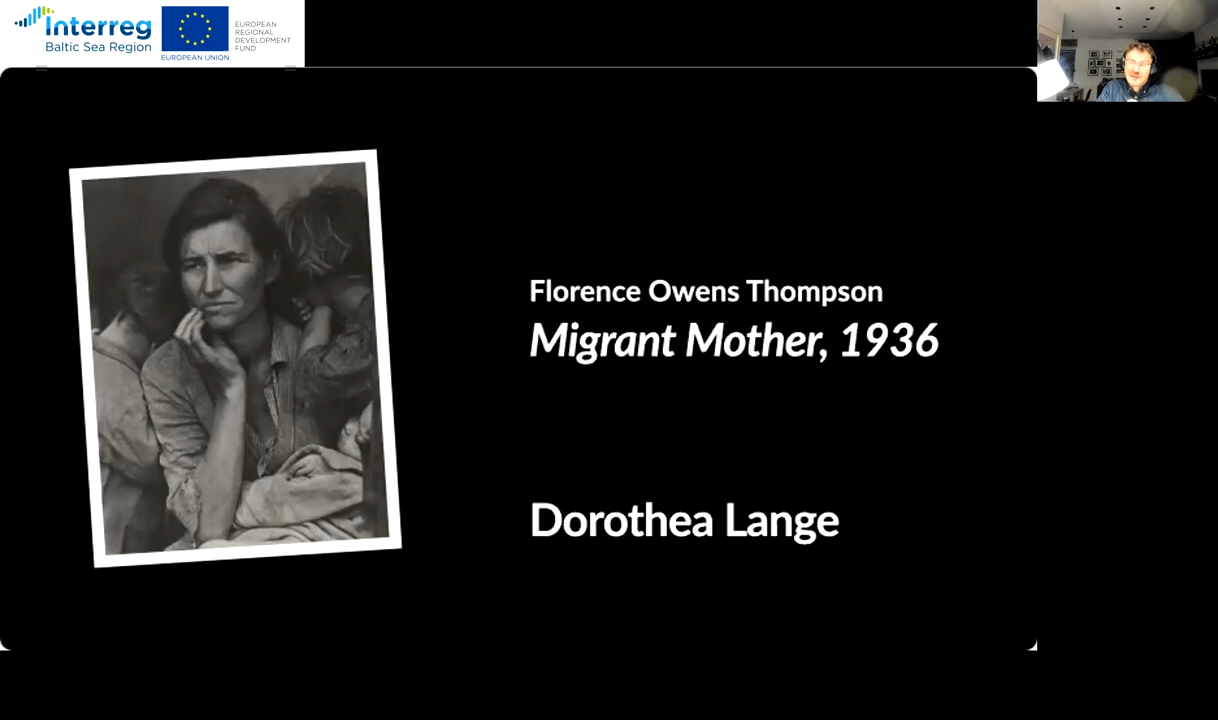 Interreg
Baltic Sea Region
EUROPEAN UNION
EUROPEAN
REGIONAL
DEVELOPMENT
FUND
Florence Owens Thompson
Migrant Mother, 1936
Dorothea Lange